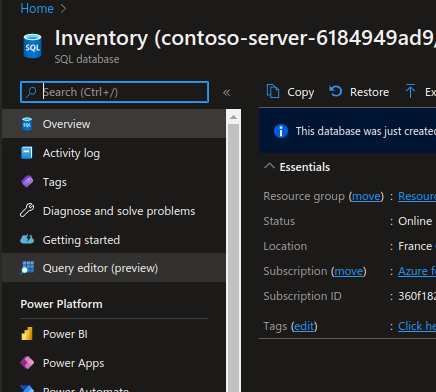 Home >
Inventory (contoso-server-6184949ad9/
SQL database
Search (Ctrl+/)
«
Copy
Restore
Ex
Overview
Activity log
Tags
Diagnose and solve problems
Getting started
Query editor (preview)
Power Platform
Power BI
Power Apps
Power Automate
This database was just created
Essentials
Resource group (move) : Resourc
Status : Online
Location : France
Subscription (move) : Azure fo
Subscription ID : 360f182
Tags (edit) : Click he